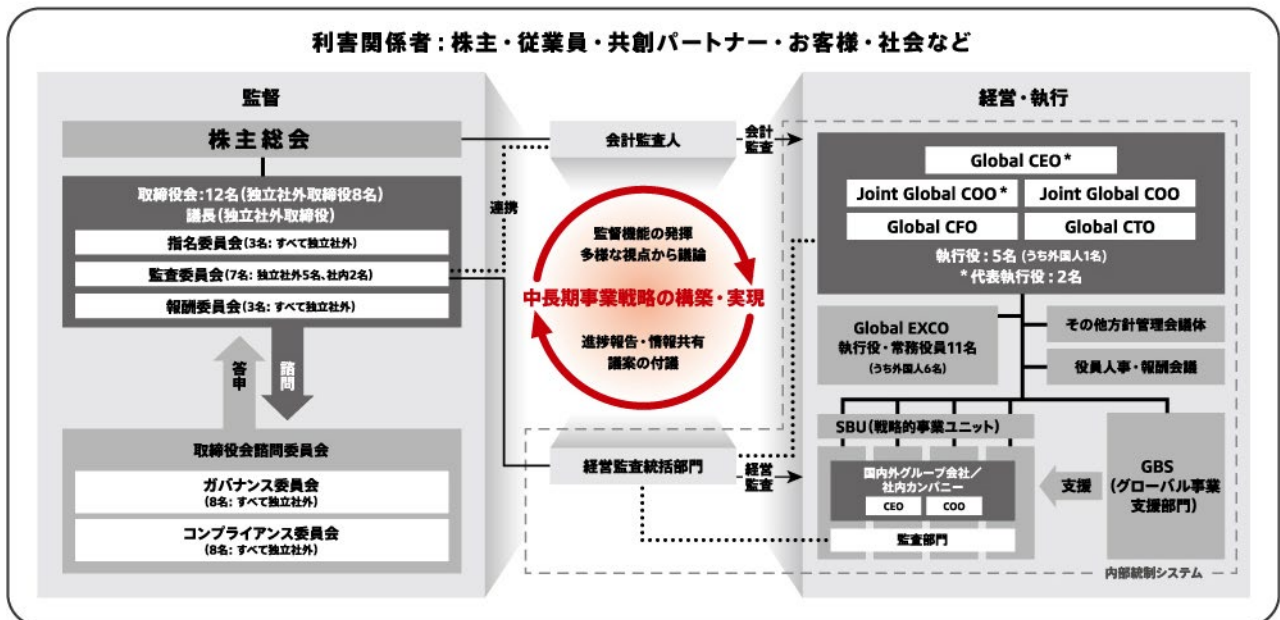 利害関係者：株主・従業員・共創パートナー・お客様・社会など
監督
株主総会
取締役会：12名（独立社外取締役8名）
議長（独立社外取締役）
指名委員会（3名：すべて独立社外）
監査委員会（7名：独立社外5名、社内2名）
報酬委員会（3名：すべて独立社外）
答申
諮問
取締役会諮問委員会
ガバナンス委員会
（8名：すべて独立社外）
コンプライアンス委員会
（8名：すべて独立社外）
会計監査人
会計
監査
連携
監督機能の発揮
多様な視点から議論
中長期事業戦略の構築・実現
進捗報告・情報共有
議案の付議
経営監査統括部門
経営
監査
経営・執行
Global CEO*
Joint Global COO*
Joint Global COO
Global CFO
Global CTO
執行役：5名（うち外国人1名）
*代表執行役：2名
Global EXCO
執行役・常務役員11名
（うち外国人6名）
その他方針管理会議体
役員人事・報酬会議
SBU（戦略的事業ユニット）
国内外グループ会社／
社内カンパニー
CEO
COO
監査部門
支援
GBS
（グローバル事業
支援部門）
内部統制システム